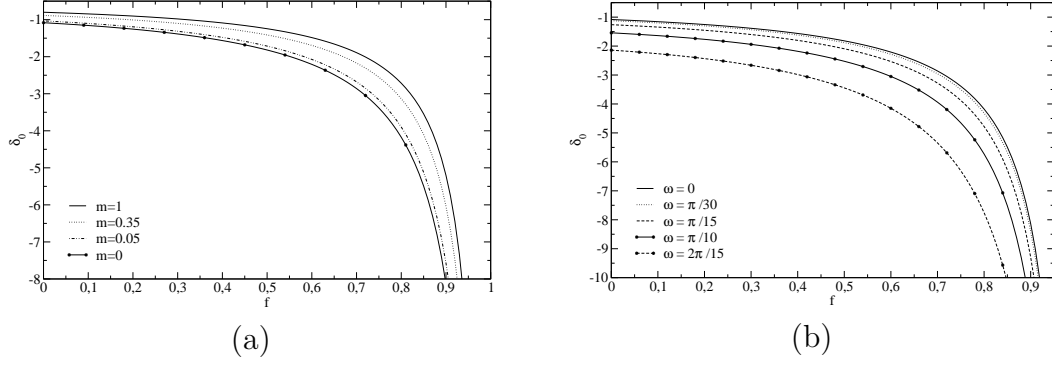 -1
-2
-3
-4
-5
-6
-7
-8
δ₀
0
0,1
0,2
0,3
0,4
0,5
0,6
0,7
0,8
0,9
1
f
m=1
m=0.35
m=0.05
m=0
(a)
-1
-2
-3
-4
-5
-6
-7
-8
-9
-10
δ₀
0
0,1
0,2
0,3
0,4
0,5
0,6
0,7
0,8
0,9
f
ω = 0
ω = π /30
ω = π /15
ω = π /10
ω = 2π /15
(b)